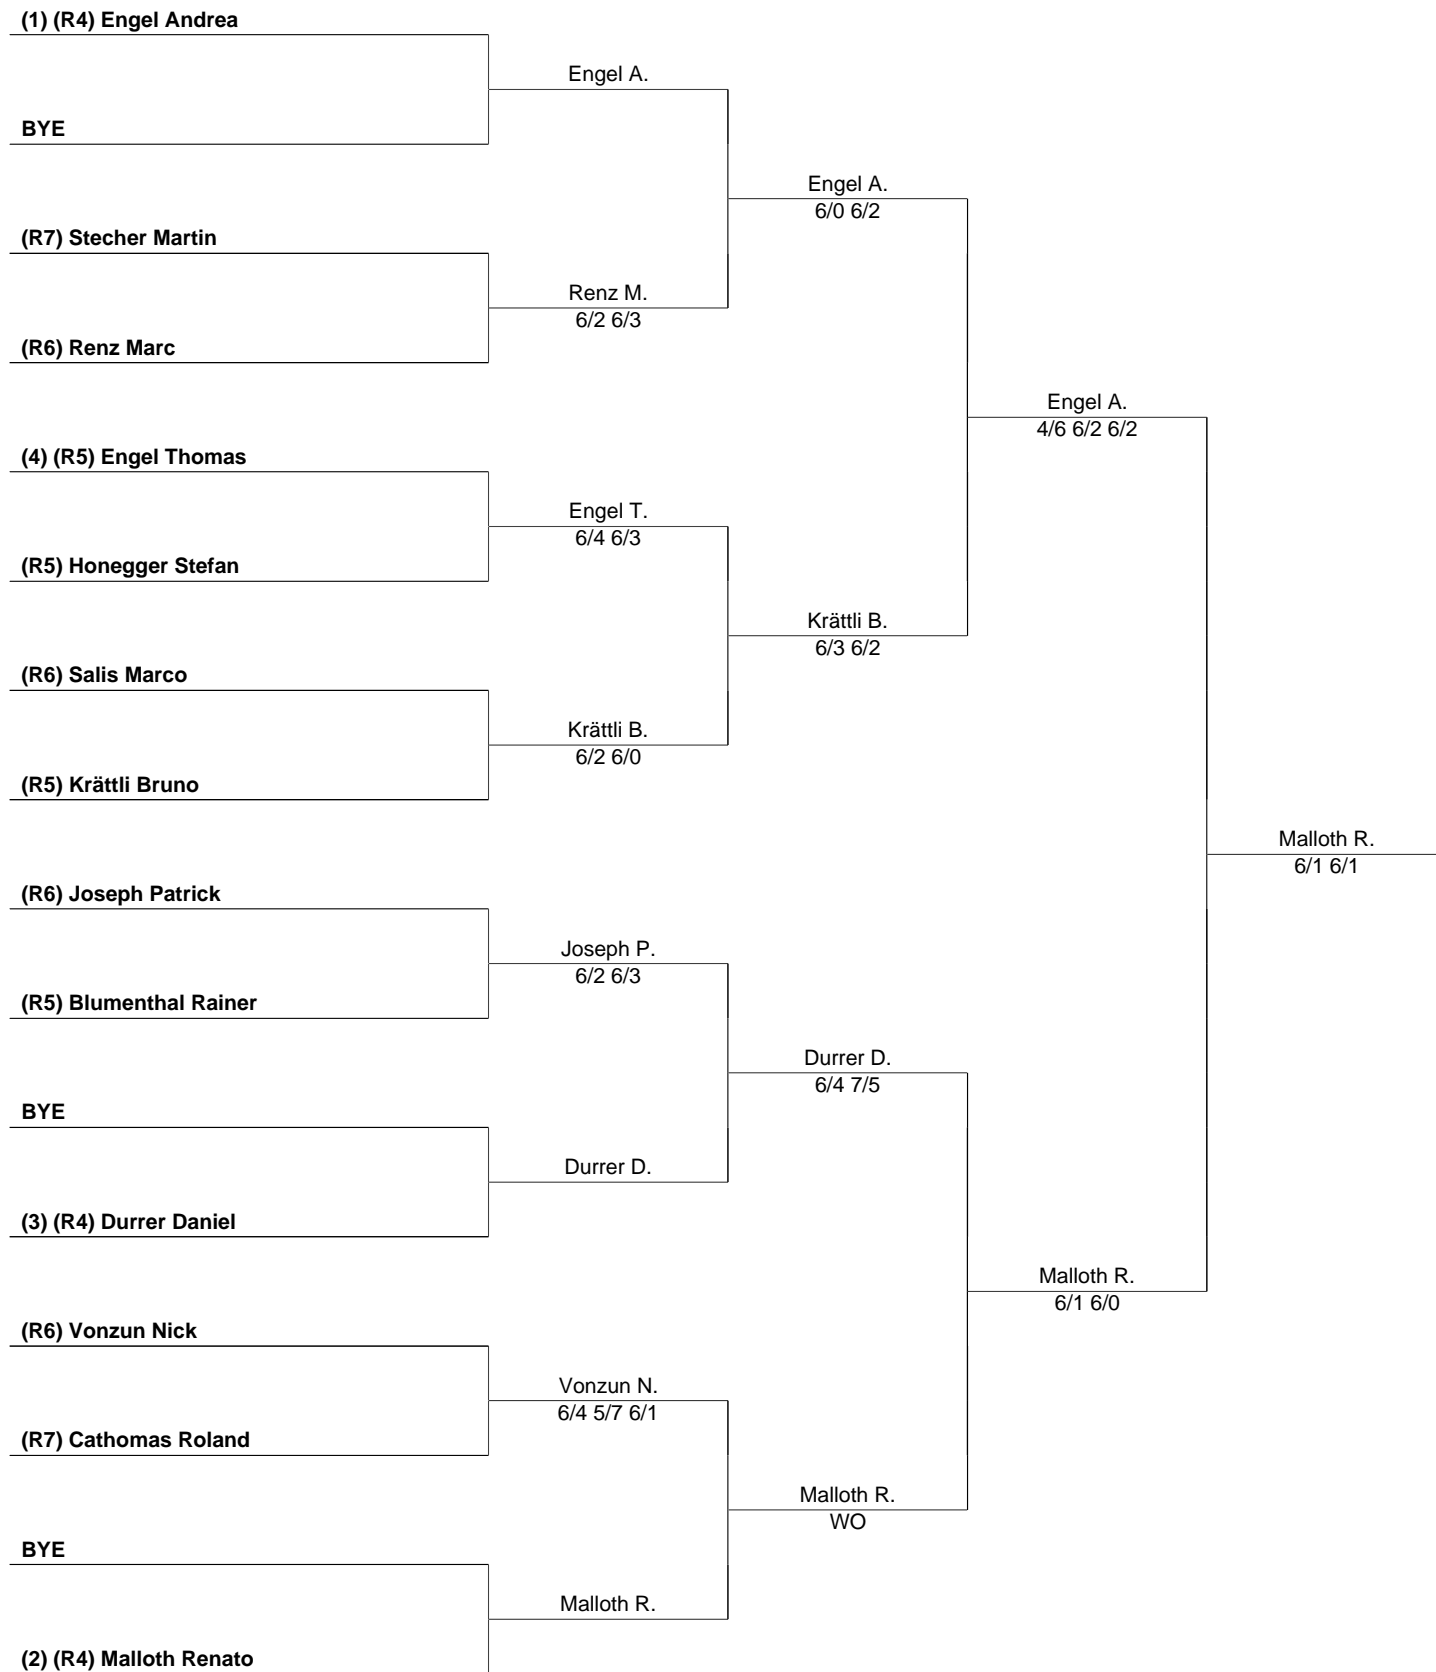 (1) (R4) Engel Andrea
Engel A.
BYE
Engel A.
6/0 6/2
(R7) Stecher Martin
Renz M.
6/2 6/3
(R6) Renz Marc
Engel A.
4/6 6/2 6/2
(4) (R5) Engel Thomas
Engel T.
6/4 6/3
(R5) Honegger Stefan
Krättli B.
6/3 6/2
(R6) Salis Marco
Krättli B.
6/2 6/0
(R5) Krättli Bruno
Malloth R.
6/1 6/1
(R6) Joseph Patrick
Joseph P.
6/2 6/3
(R5) Blumenthal Rainer
Durrer D.
6/4 7/5
BYE
Durrer D.
(3) (R4) Durrer Daniel
Malloth R.
6/1 6/0
(R6) Vonzun Nick
Vonzun N.
6/4 5/7 6/1
(R7) Cathomas Roland
Malloth R.
WO
BYE
Malloth R.
(2) (R4) Malloth Renato